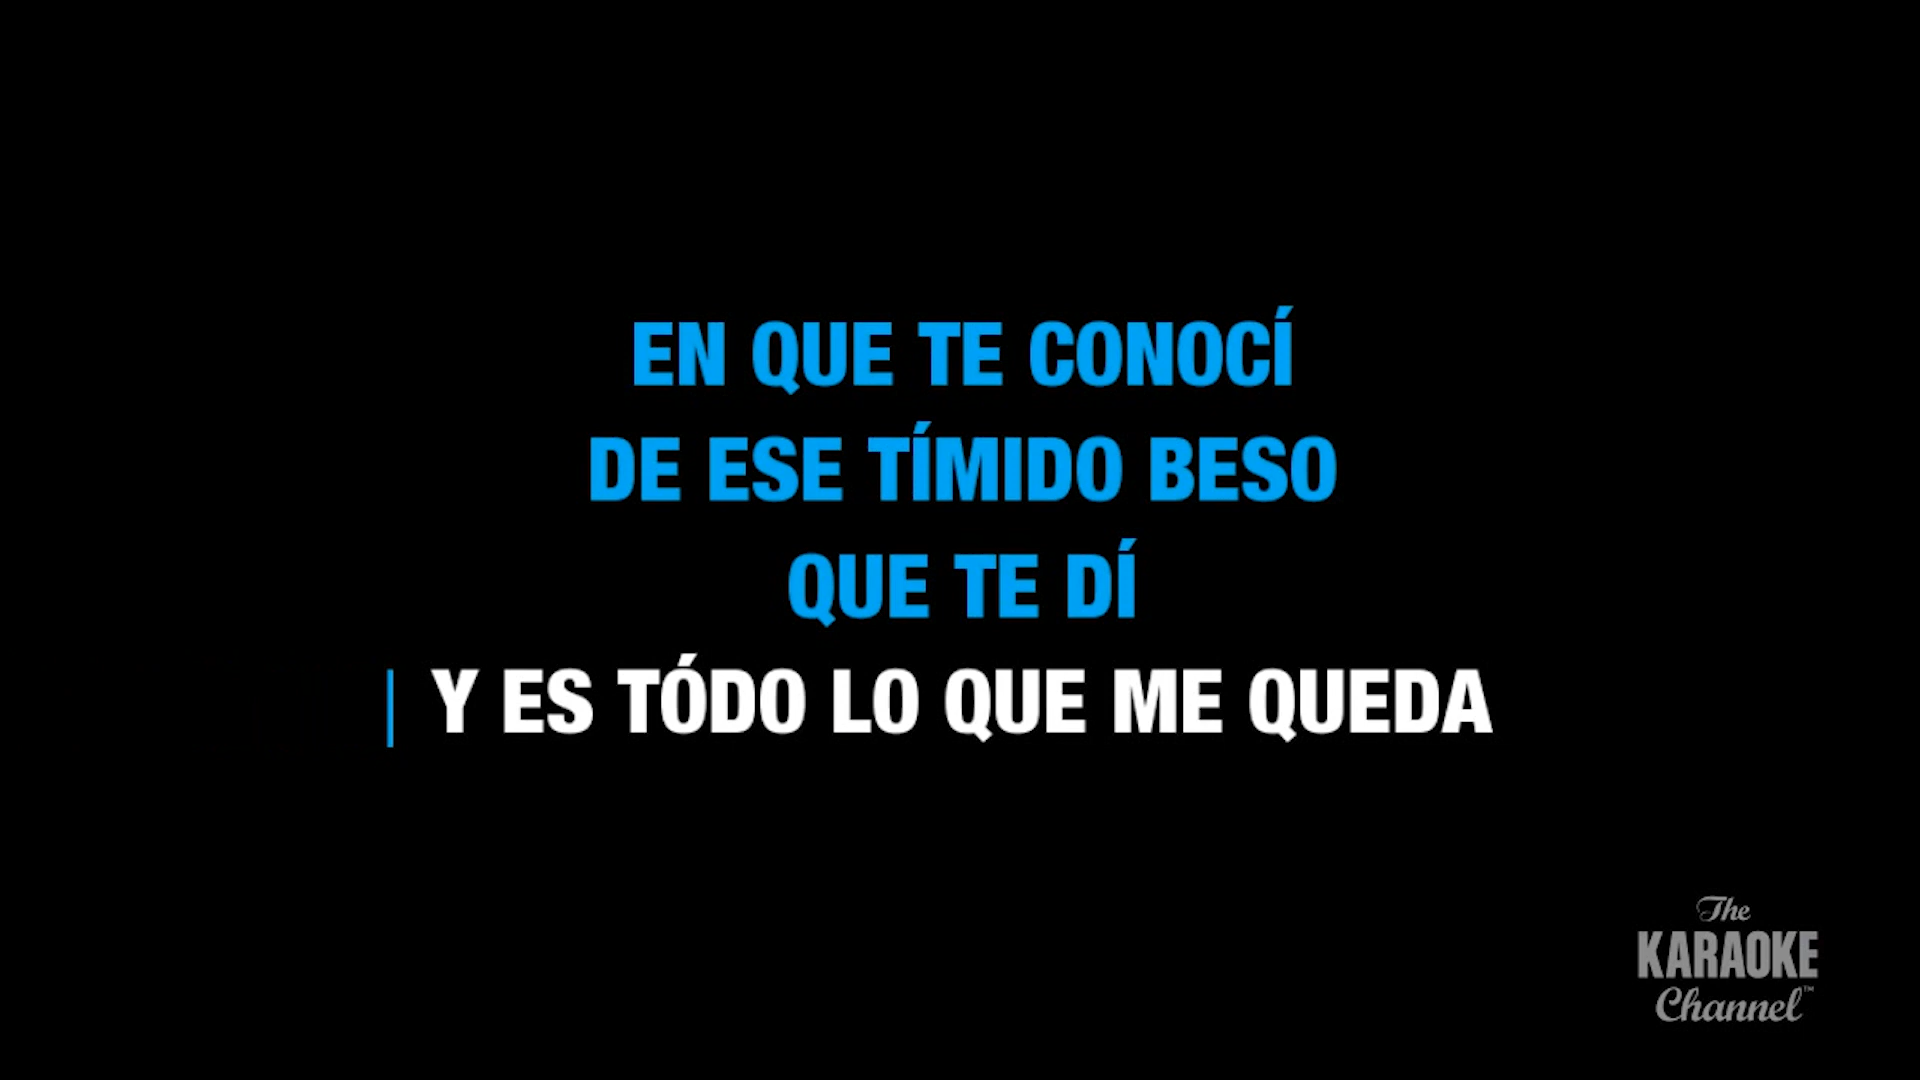 EN QUE TE CONOCÍ
DE ESE TÍMIDO BESO
QUE TE DÍ
Y ES TÓDO LO QUE ME QUEDA
The
KARAOKE
Channel™